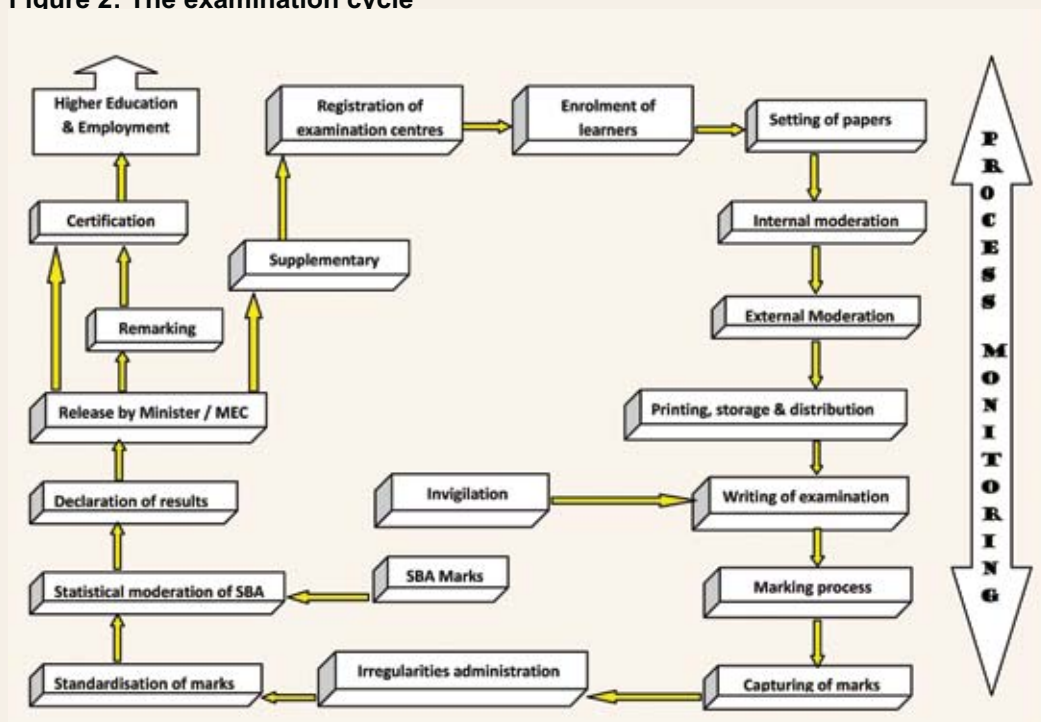 Figure 2: The examination cycle
Higher Education
& Employment
Registration of
examination centres
Enrolment of
learners
Setting of papers
Certification
Internal moderation
Supplementary
Remarking
External Moderation
Release by Minister / MEC
Printing, storage & distribution
Declaration of results
Invigilation
Writing of examination
Statistical moderation of SBA
SBA Marks
Marking process
Standardisation of marks
Irregularities administration
Capturing of marks
PROCESS MONITORING